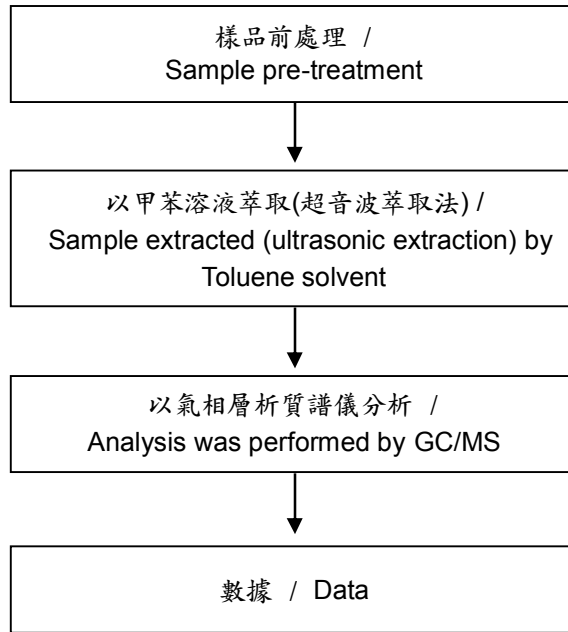 樣品前處理 /
Sample pre-treatment
以甲苯溶液萃取(超音波萃取法) /
Sample extracted (ultrasonic extraction) by
Toluene solvent
以氣相層析質譜儀分析 /
Analysis was performed by GC/MS
數據 / Data